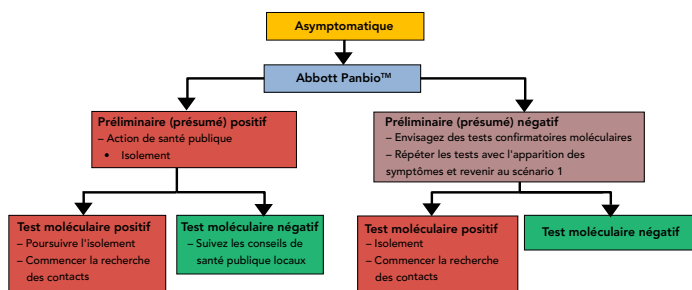 Asymptomatique
Abbott Panbio™
Préliminaire (présumé) positif
– Action de santé publique
• Isolement
Préliminaire (présumé) négatif
– Envisagez des tests confirmatoires moléculaires
– Répéter les tests avec l'apparition des
symptômes et revenir au scénario 1
Test moléculaire positif
– Poursuivre l'isolement
– Commencer la recherche
des contacts
Test moléculaire négatif
– Suivez les conseils de
santé publique locaux
Test moléculaire positif
– Isolement
– Commencer la recherche
des contacts
Test moléculaire négatif